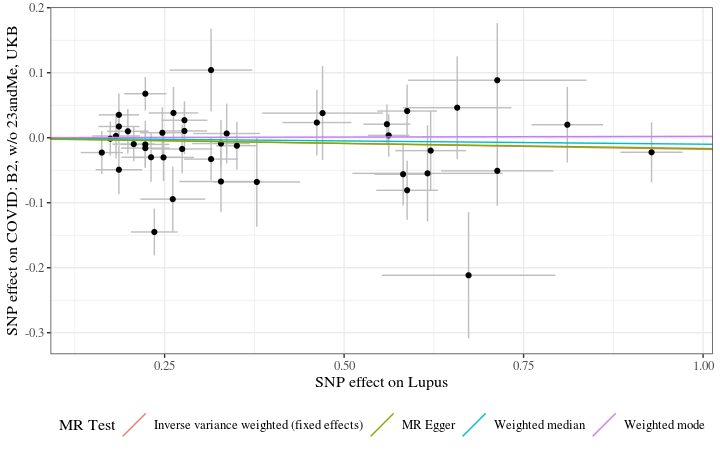 0.2
0.1
0.0
-0.1
-0.2
-0.3
SNP effect on COVID: B2, w/o 23andMe, UKB
0.25
0.50
0.75
1.00
SNP effect on Lupus
MR Test
Inverse variance weighted (fixed effects)
MR Egger
Weighted median
Weighted mode